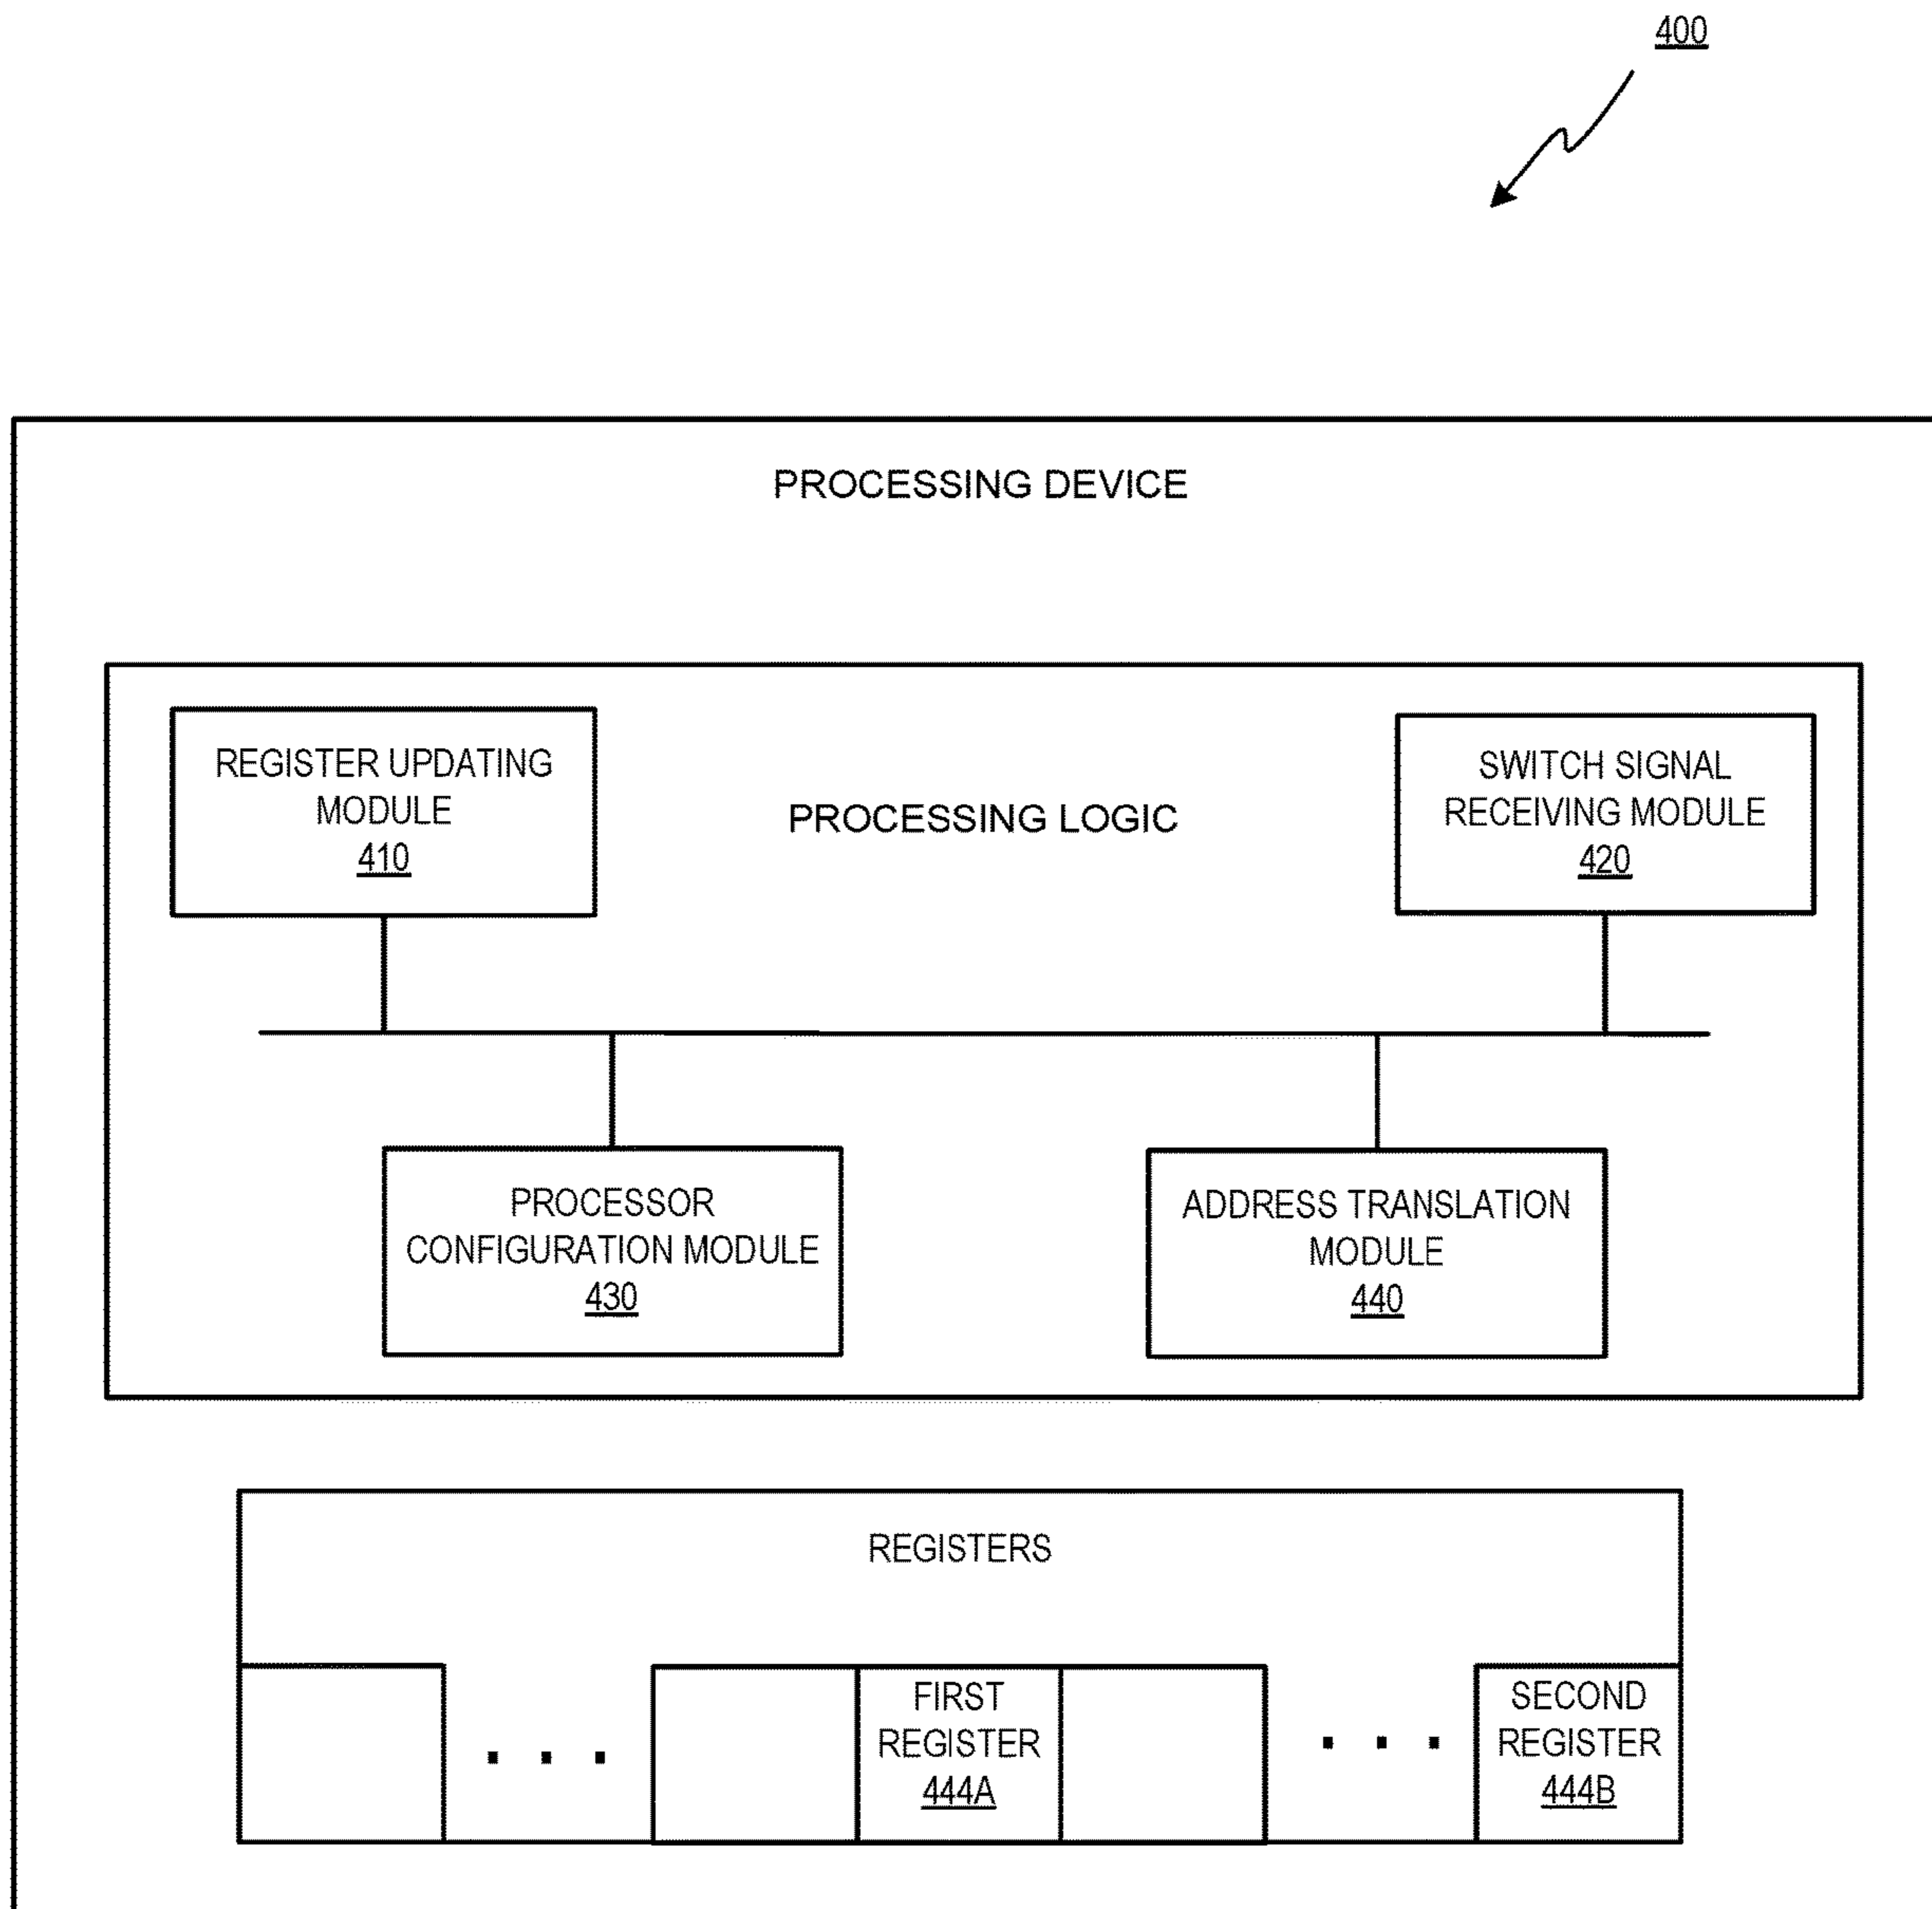 400
PROCESSING DEVICE
REGISTER UPDATING
MODULE
410
PROCESSING LOGIC
SWITCH SIGNAL
RECEIVING MODULE
420
PROCESSOR
CONFIGURATION MODULE
430
ADDRESS TRANSLATION
MODULE
440
REGISTERS
FIRST
REGISTER
444A
SECOND
REGISTER
444B